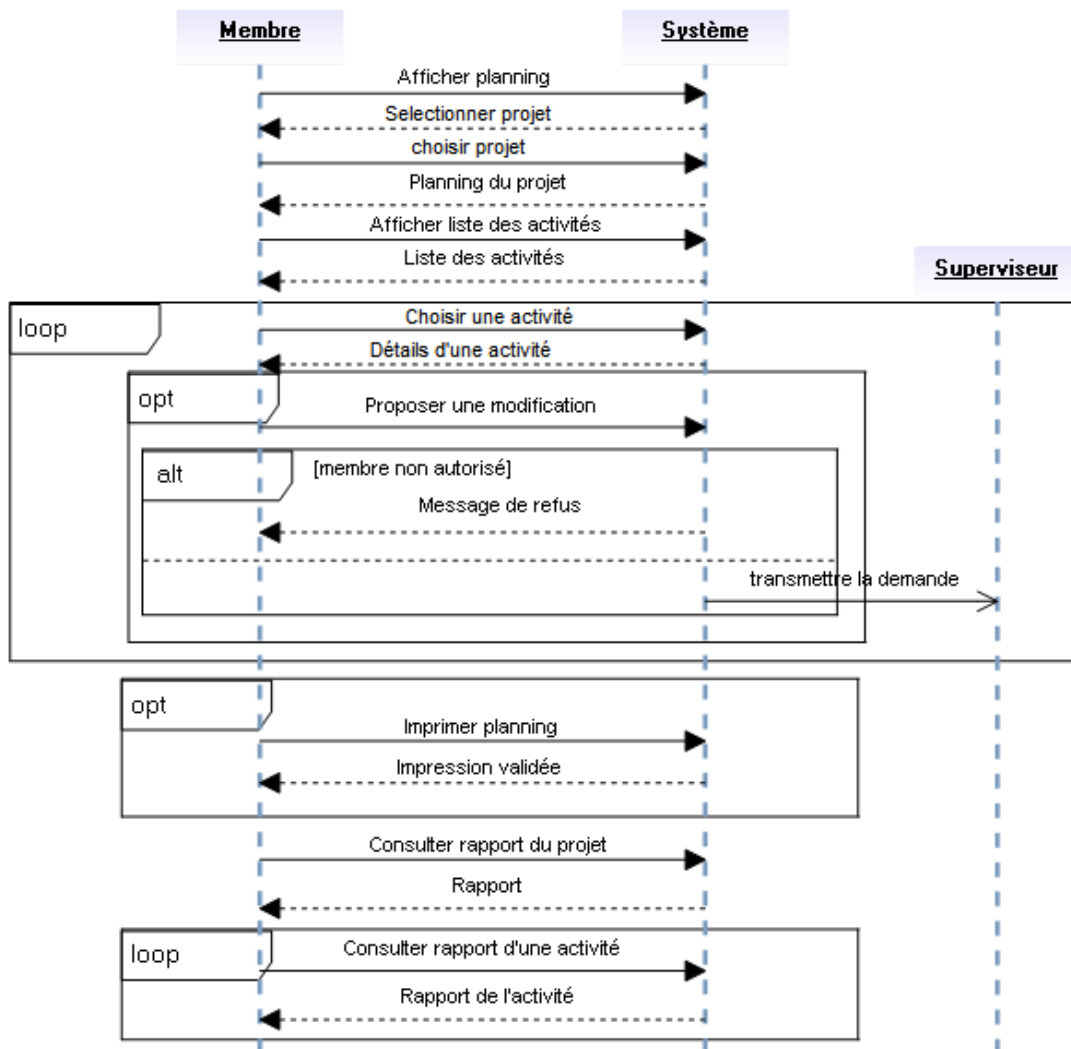 Membre
Système
Afficher planning
Selectionner projet
choisir projet
Planning du projet
Afficher liste des activités
Liste des activités
Superviseur
loop
Choisir une activité
Détails d'une activité
opt
Proposer une modification
alt
[membre non autorisé]
Message de refus
transmettre la demande
opt
Imprimer planning
Impression validée
Consulter rapport du projet
Rapport
loop
Consulter rapport d'une activité
Rapport de l'activité